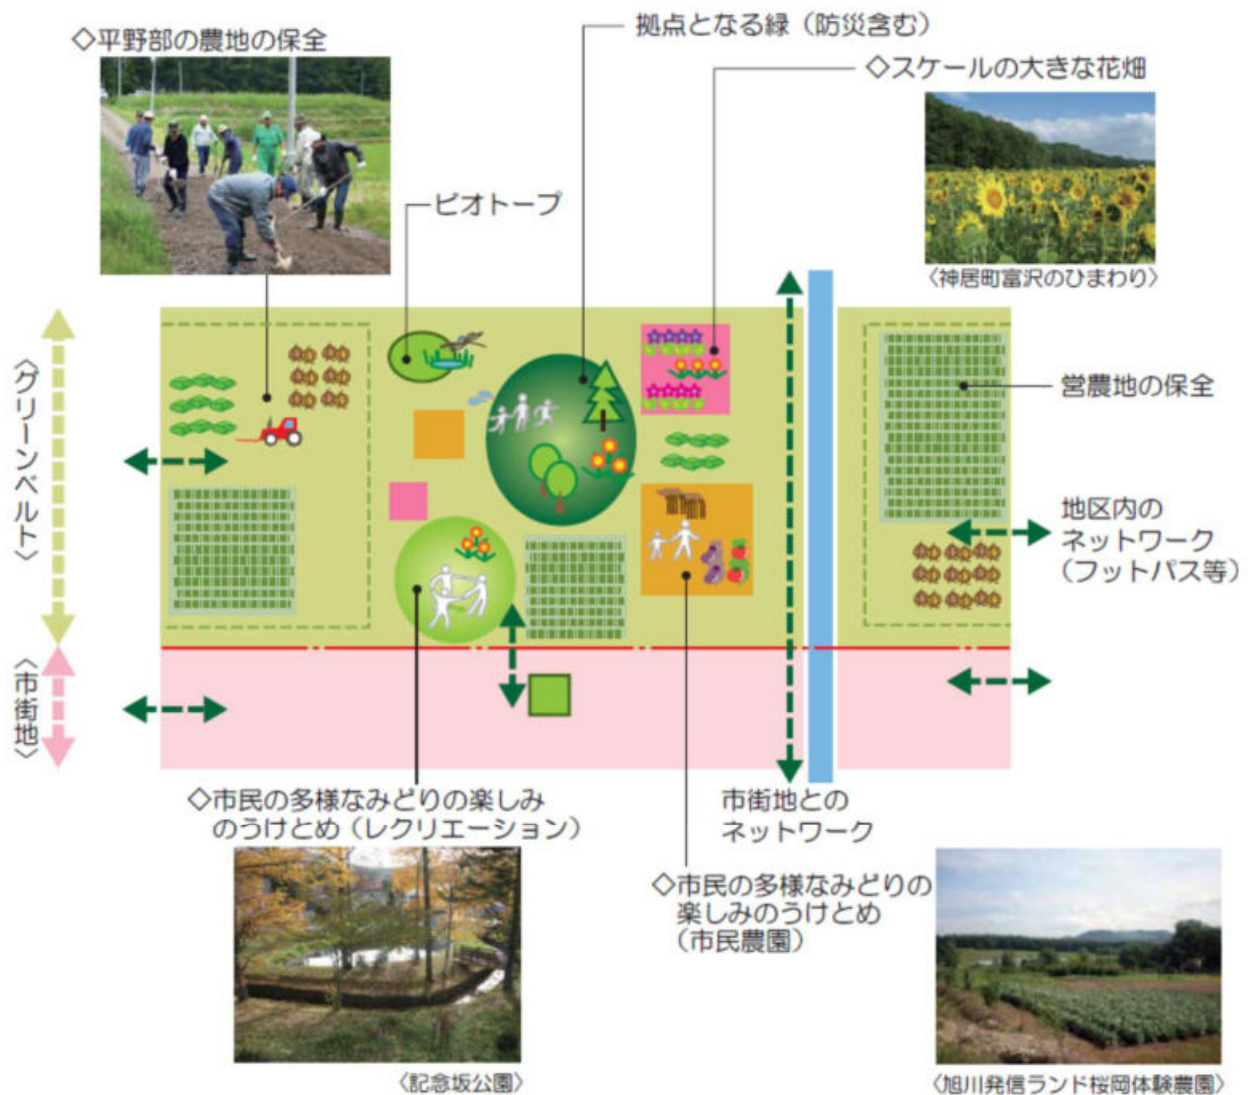 拠点となる緑（防災含む）
◇平野部の農地の保全
◇スケールの大きな花畑
ビオトープ
〈神居町富沢のひまわり〉
〈グリーンベルト〉
営農地の保全
地区内の
ネットワーク
（フットパス等）
〈市街地〉
◇市民の多様なみどりの楽しみ
のうけとめ（レクリエーション）
市街地との
ネットワーク
◇市民の多様なみどりの
楽しみのうけとめ
（市民農園）
〈記念坂公園〉
〈旭川発信ランド桜岡体験農園〉